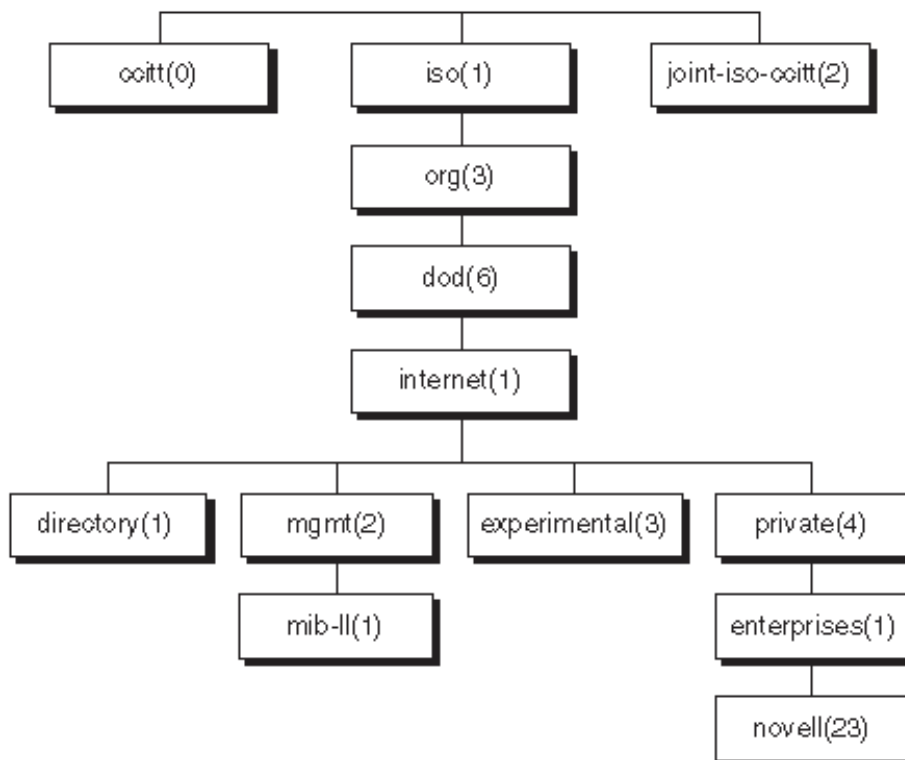 ccitt(0)
iso(1)
joint-iso-ccitt(2)
org(3)
dod(6)
internet(1)
directory(1)
mgmt(2)
experimental(3)
private(4)
mib-ll(1)
enterprises(1)
novell(23)